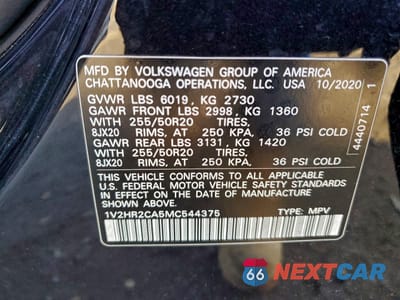 MFD BY VOLKSWAGEN GROUP OF AMERICA
CHATTANOOGA OPERATIONS, LLC. USA 10/2020
GVWR LBS 6019, KG 2730
GAWR FRONT LBS 2998, KG 1360
WITH 255/50R20
8JX20 RIMS, AT 250 KPA, 36 PSI COLD
GAWR REAR LBS 3131, KG 1420
WITH 255/50R20
8JX20 RIMS, AT 250 KPA, 36 PSI COLD
THIS VEHICLE CONFORMS TO ALL APPLICABLE
U.S. FEDERAL MOTOR VEHICLE SAFETY STANDARDS
IN EFFECT ON THE DATE OF MANUFACTURE
SHOWN ABOVE.
1V2HR2CA5MC544375 TYPE: MPV
4440714 1
66 NEXTCAR